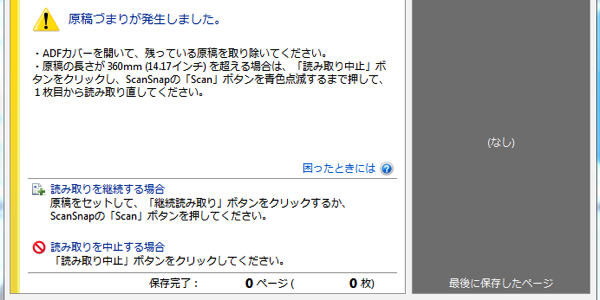 原稿づまりが発生しました。
・ADFカバーを開いて、残っている原稿を取り除いてください。
・原稿の長さが 360mm (14.17インチ) を超える場合は、「読み取り中止」ボ
タンをクリックし、ScanSnapの「Scan」ボタンを青色点滅するまで押して、
1枚目から読み取り直してください。
困ったときには ?
読み取りを継続する場合
原稿をセットして、「継続読み取り」ボタンをクリックするか、
ScanSnapの「Scan」ボタンを押してください。
読み取りを中止する場合
「読み取り中止」ボタンをクリックしてください。
保存完了： 0 ページ ( 0 枚)
(なし)
最後に保存したページ